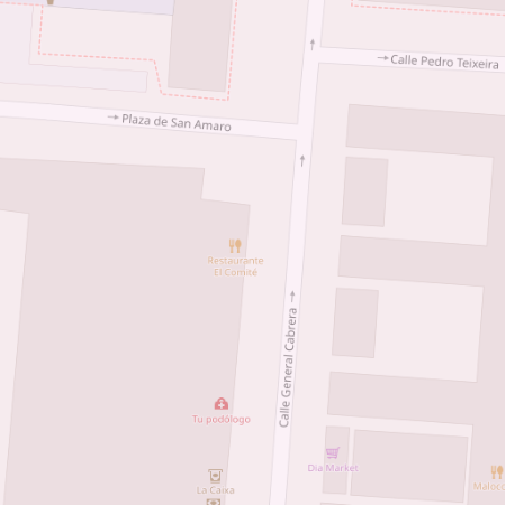 Calle Pedro Teixeira
Plaza de San Amaro
Restaurante
El Comité
Calle General Cabrera
Tu podólogo
Dia Market
La Caixa